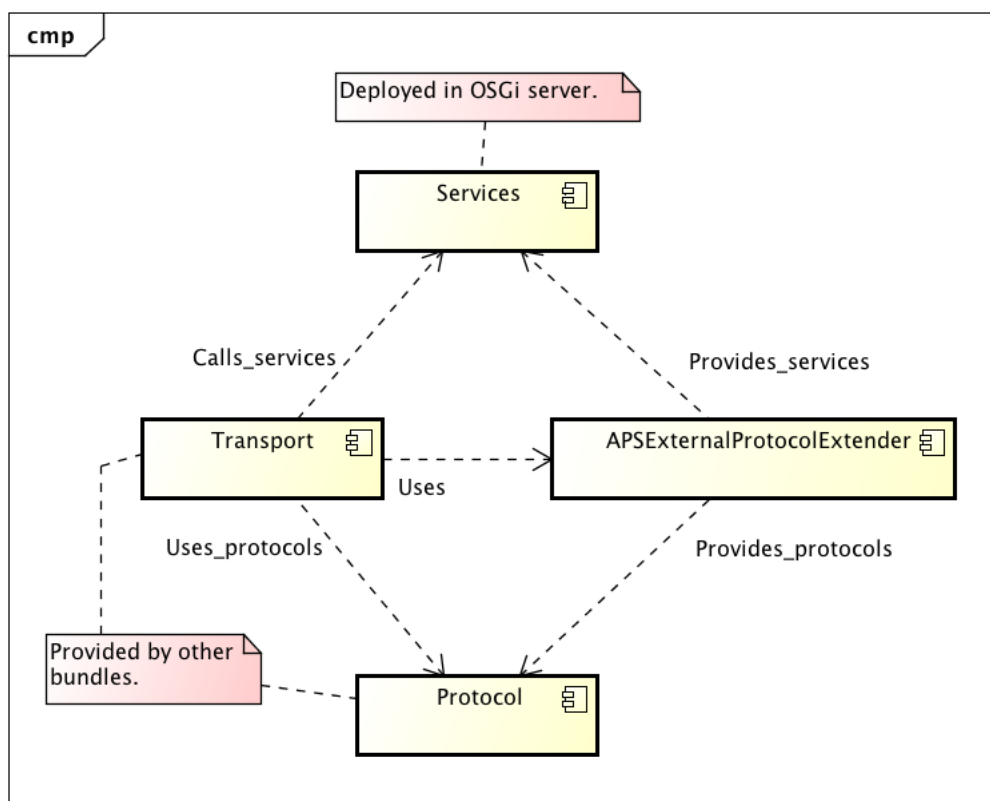 cmp
Deployed in OSGi server.
Services
Calls_services
Provides_services
Transport
APSExternalProtocolExtender
Uses
Uses_protocols
Provides_protocols
Provided by other
bundles.
Protocol